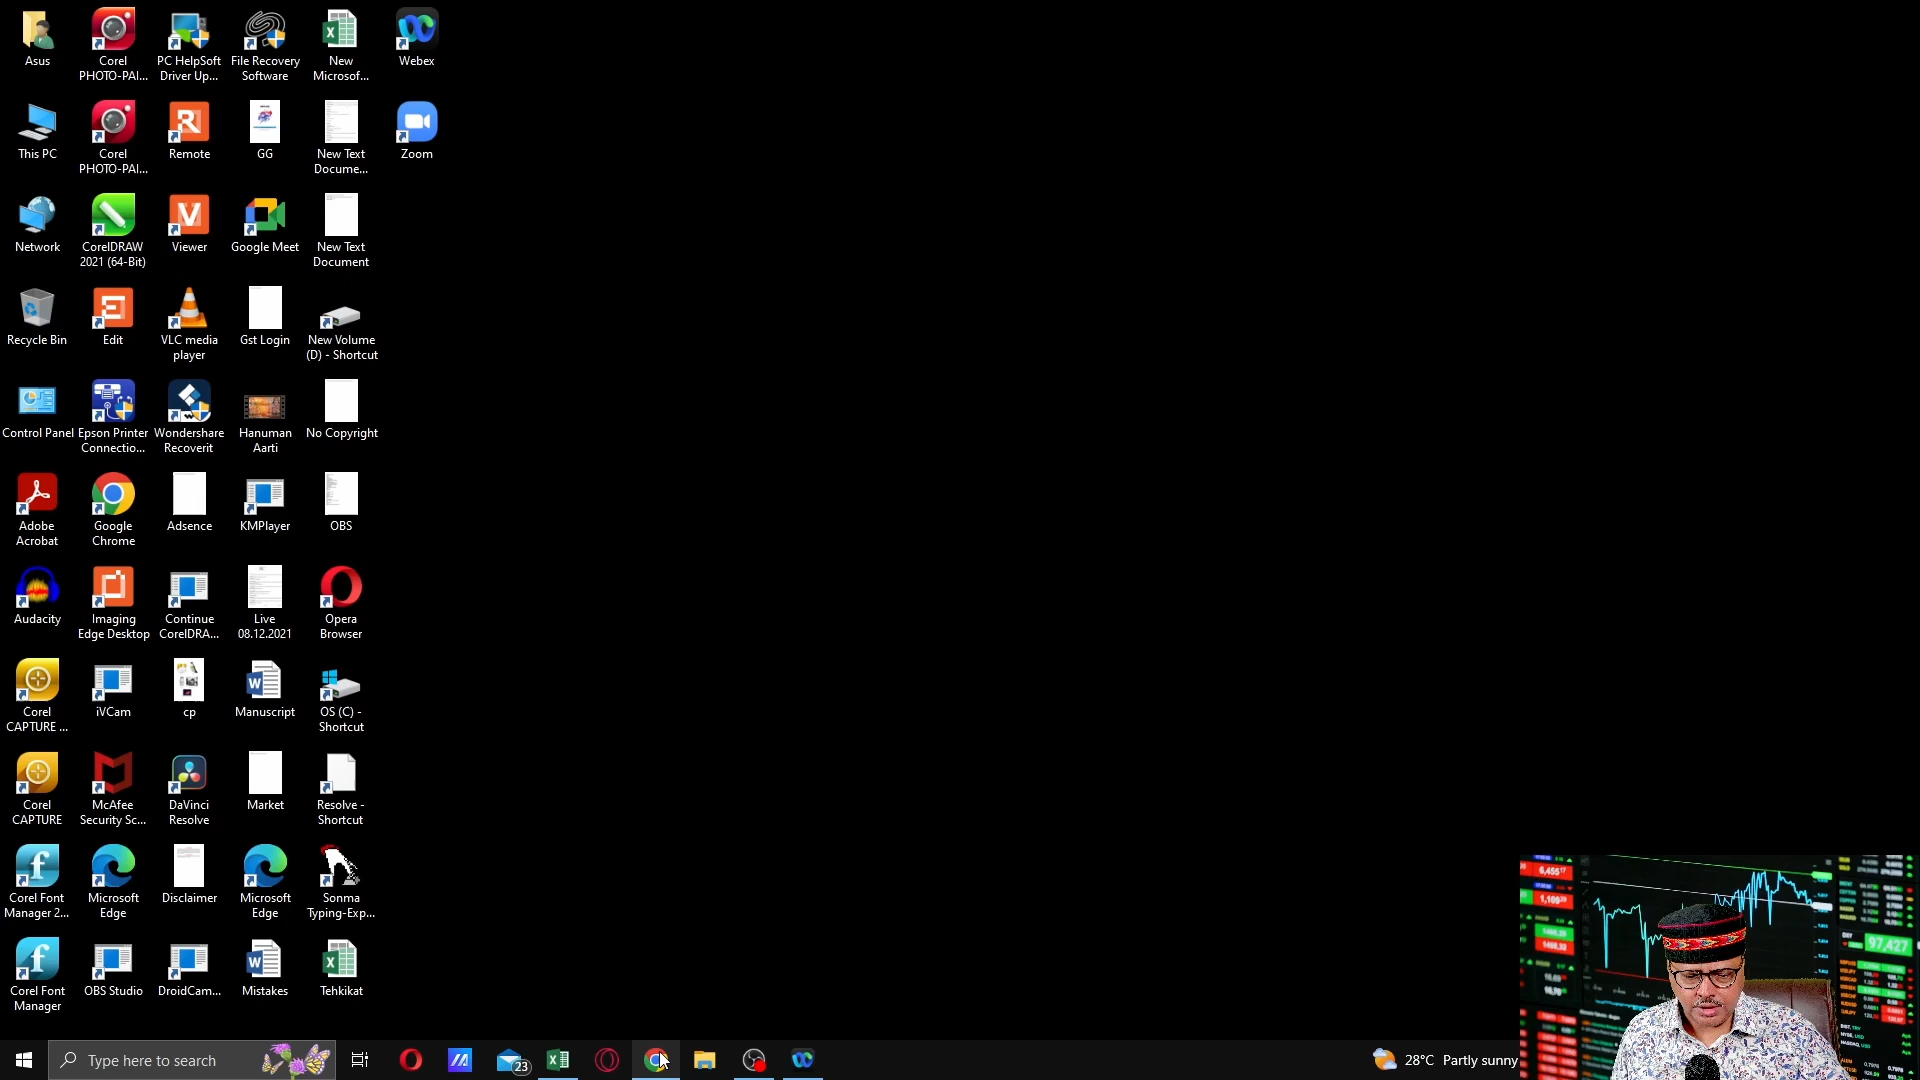 Asus
Corel
PHOTO-PAI...
PC HelpSoft
Driver Up...
File Recovery
Software
New
Microsof...
Webex
This PC
Corel
PHOTO-PAI...
Remote
GG
New Text
Docume...
Zoom
Network
CorelDRAW
2021 (64-Bit)
Viewer
Google Meet
New Text
Document
Recycle Bin
Edit
VLC media
player
Gst Login
New Volume
(D) - Shortcut
Control Panel
Epson Printer
Connectio...
Wondershare
Recoverit
Hanuman
Aarti
No Copyright
Adobe
Acrobat
Google
Chrome
Adsence
KMPlayer
OBS
Audacity
Imaging
Edge Desktop
Continue
CorelDRA...
Live
08.12.2021
Opera
Browser
Corel
CAPTURE ...
iVCam
cp
Manuscript
OS (C) -
Shortcut
Corel
CAPTURE
McAfee
Security Sc...
DaVinci
Resolve
Market
Resolve -
Shortcut
Corel Font
Manager 2...
Microsoft
Edge
Disclaimer
Microsoft
Edge
Sonma
Typing-Exp...
Corel Font
Manager
OBS Studio
DroidCam...
Mistakes
Tehkikat
Type here to search
23
28°C Partly sunny
97,427